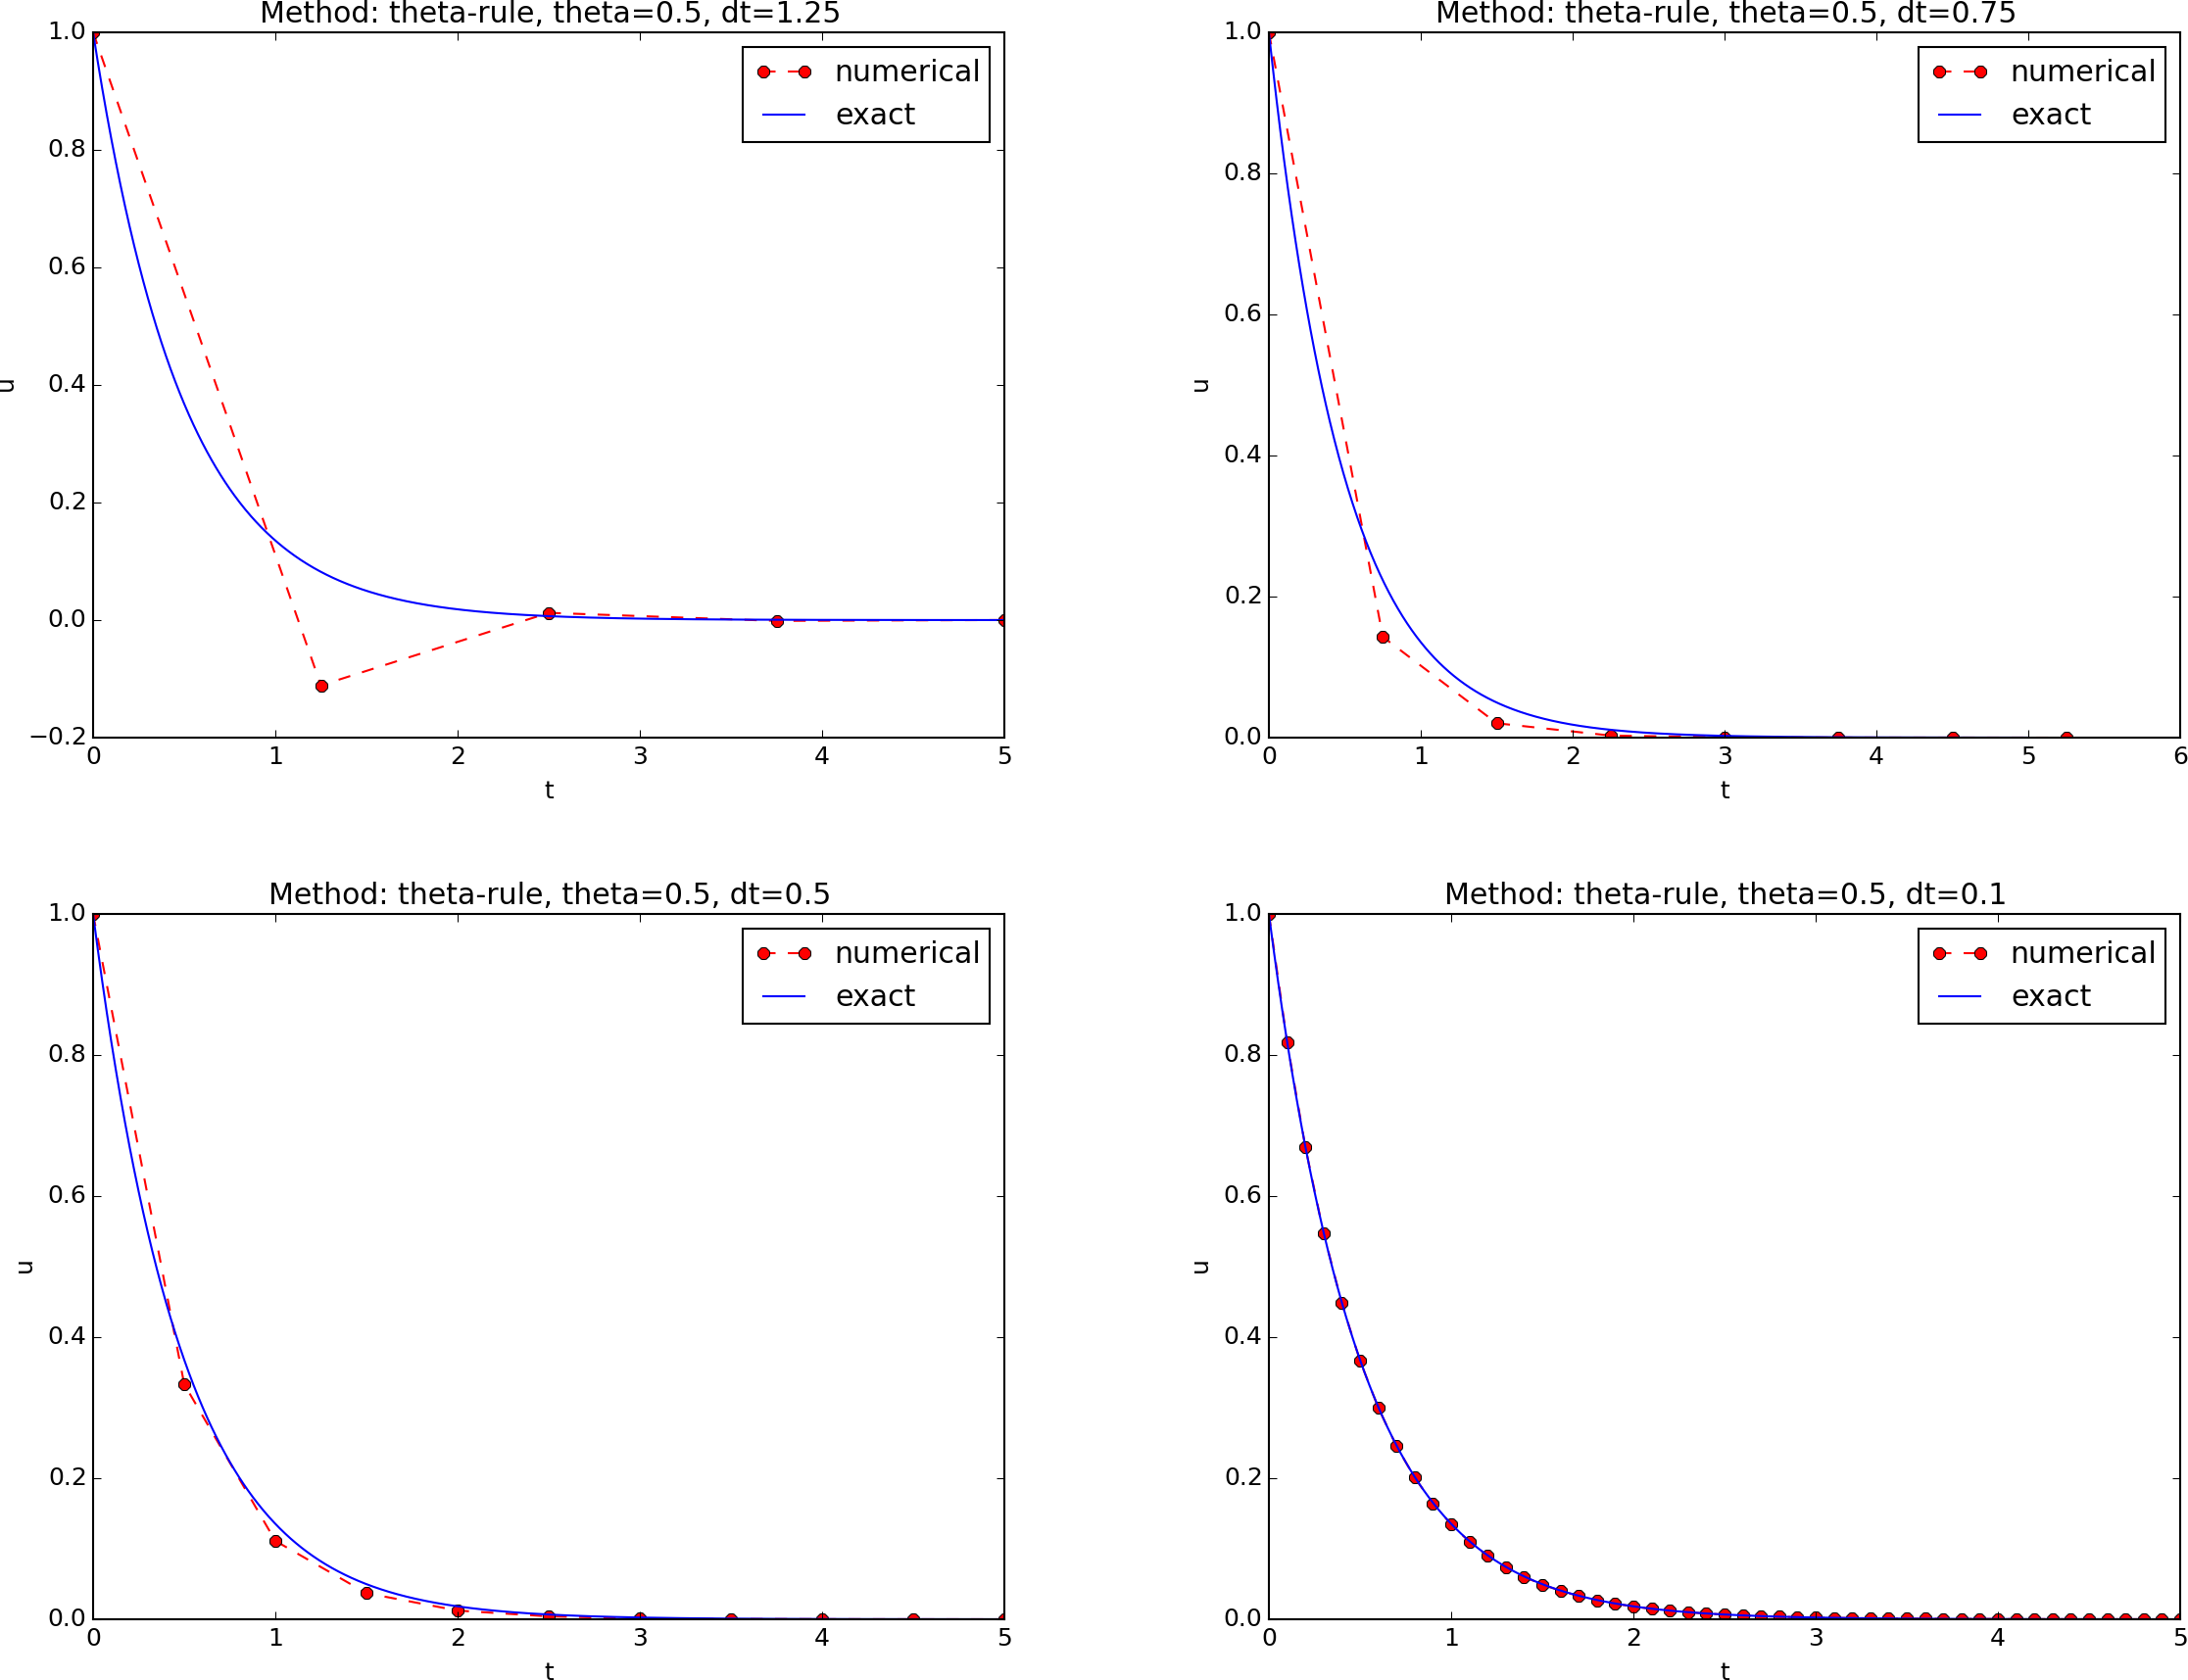 Method: theta-rule, theta=0.5, dt=1.25
1.0
0.8
0.6
0.4
0.2
0.0
−0.2
u
numerical
exact
0 1 2 3 4 5
t
Method: theta-rule, theta=0.5, dt=0.75
1.0
0.8
0.6
0.4
0.2
0.0
u
numerical
exact
0 1 2 3 4 5 6
t
Method: theta-rule, theta=0.5, dt=0.5
1.0
0.8
0.6
0.4
0.2
0.0
u
numerical
exact
0 1 2 3 4 5
t
Method: theta-rule, theta=0.5, dt=0.1
1.0
0.8
0.6
0.4
0.2
0.0
u
numerical
exact
0 1 2 3 4 5
t